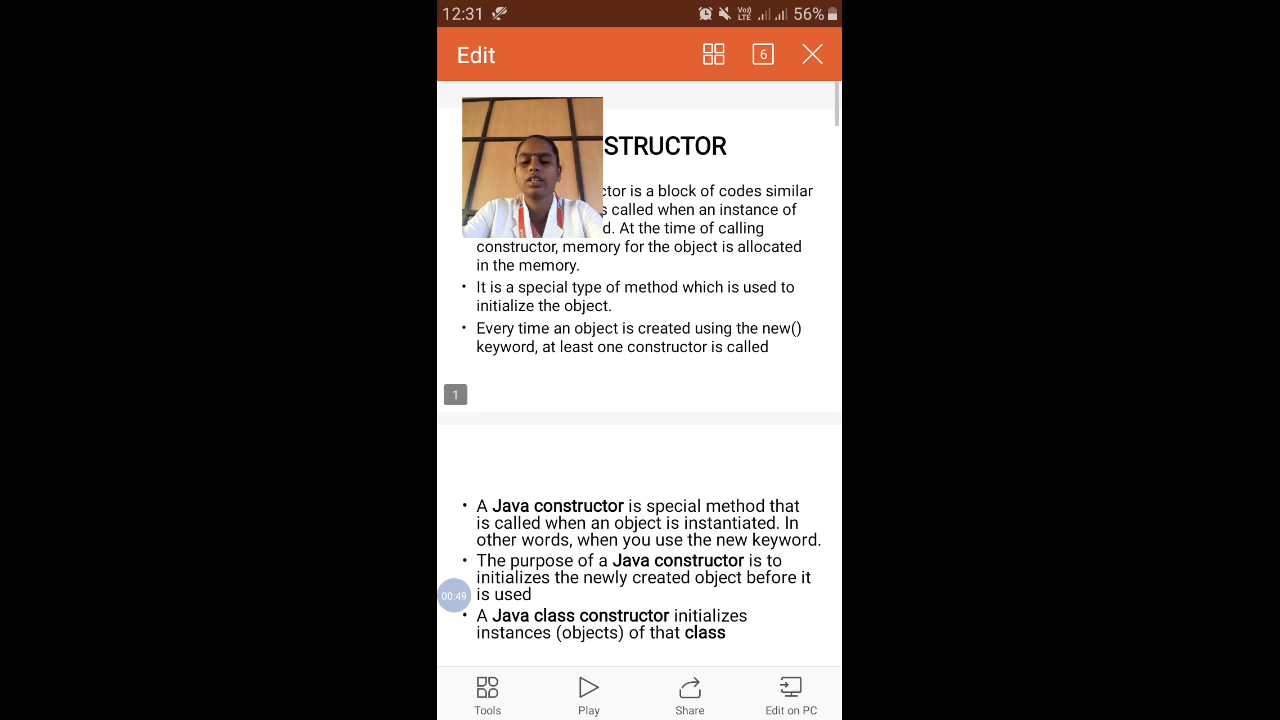 12:31 56%
Vo)) LTE
Edit 6
STRUCTOR
ctor is a block of codes similar
s called when an instance of
d. At the time of calling
constructor, memory for the object is allocated
in the memory.
• It is a special type of method which is used to
initialize the object.
• Every time an object is created using the new()
keyword, at least one constructor is called
1
• A Java constructor is special method that
is called when an object is instantiated. In
other words, when you use the new keyword.
• The purpose of a Java constructor is to
initializes the newly created object before it
is used
00:49
• A Java class constructor initializes
instances (objects) of that class
Tools Play Share Edit on PC